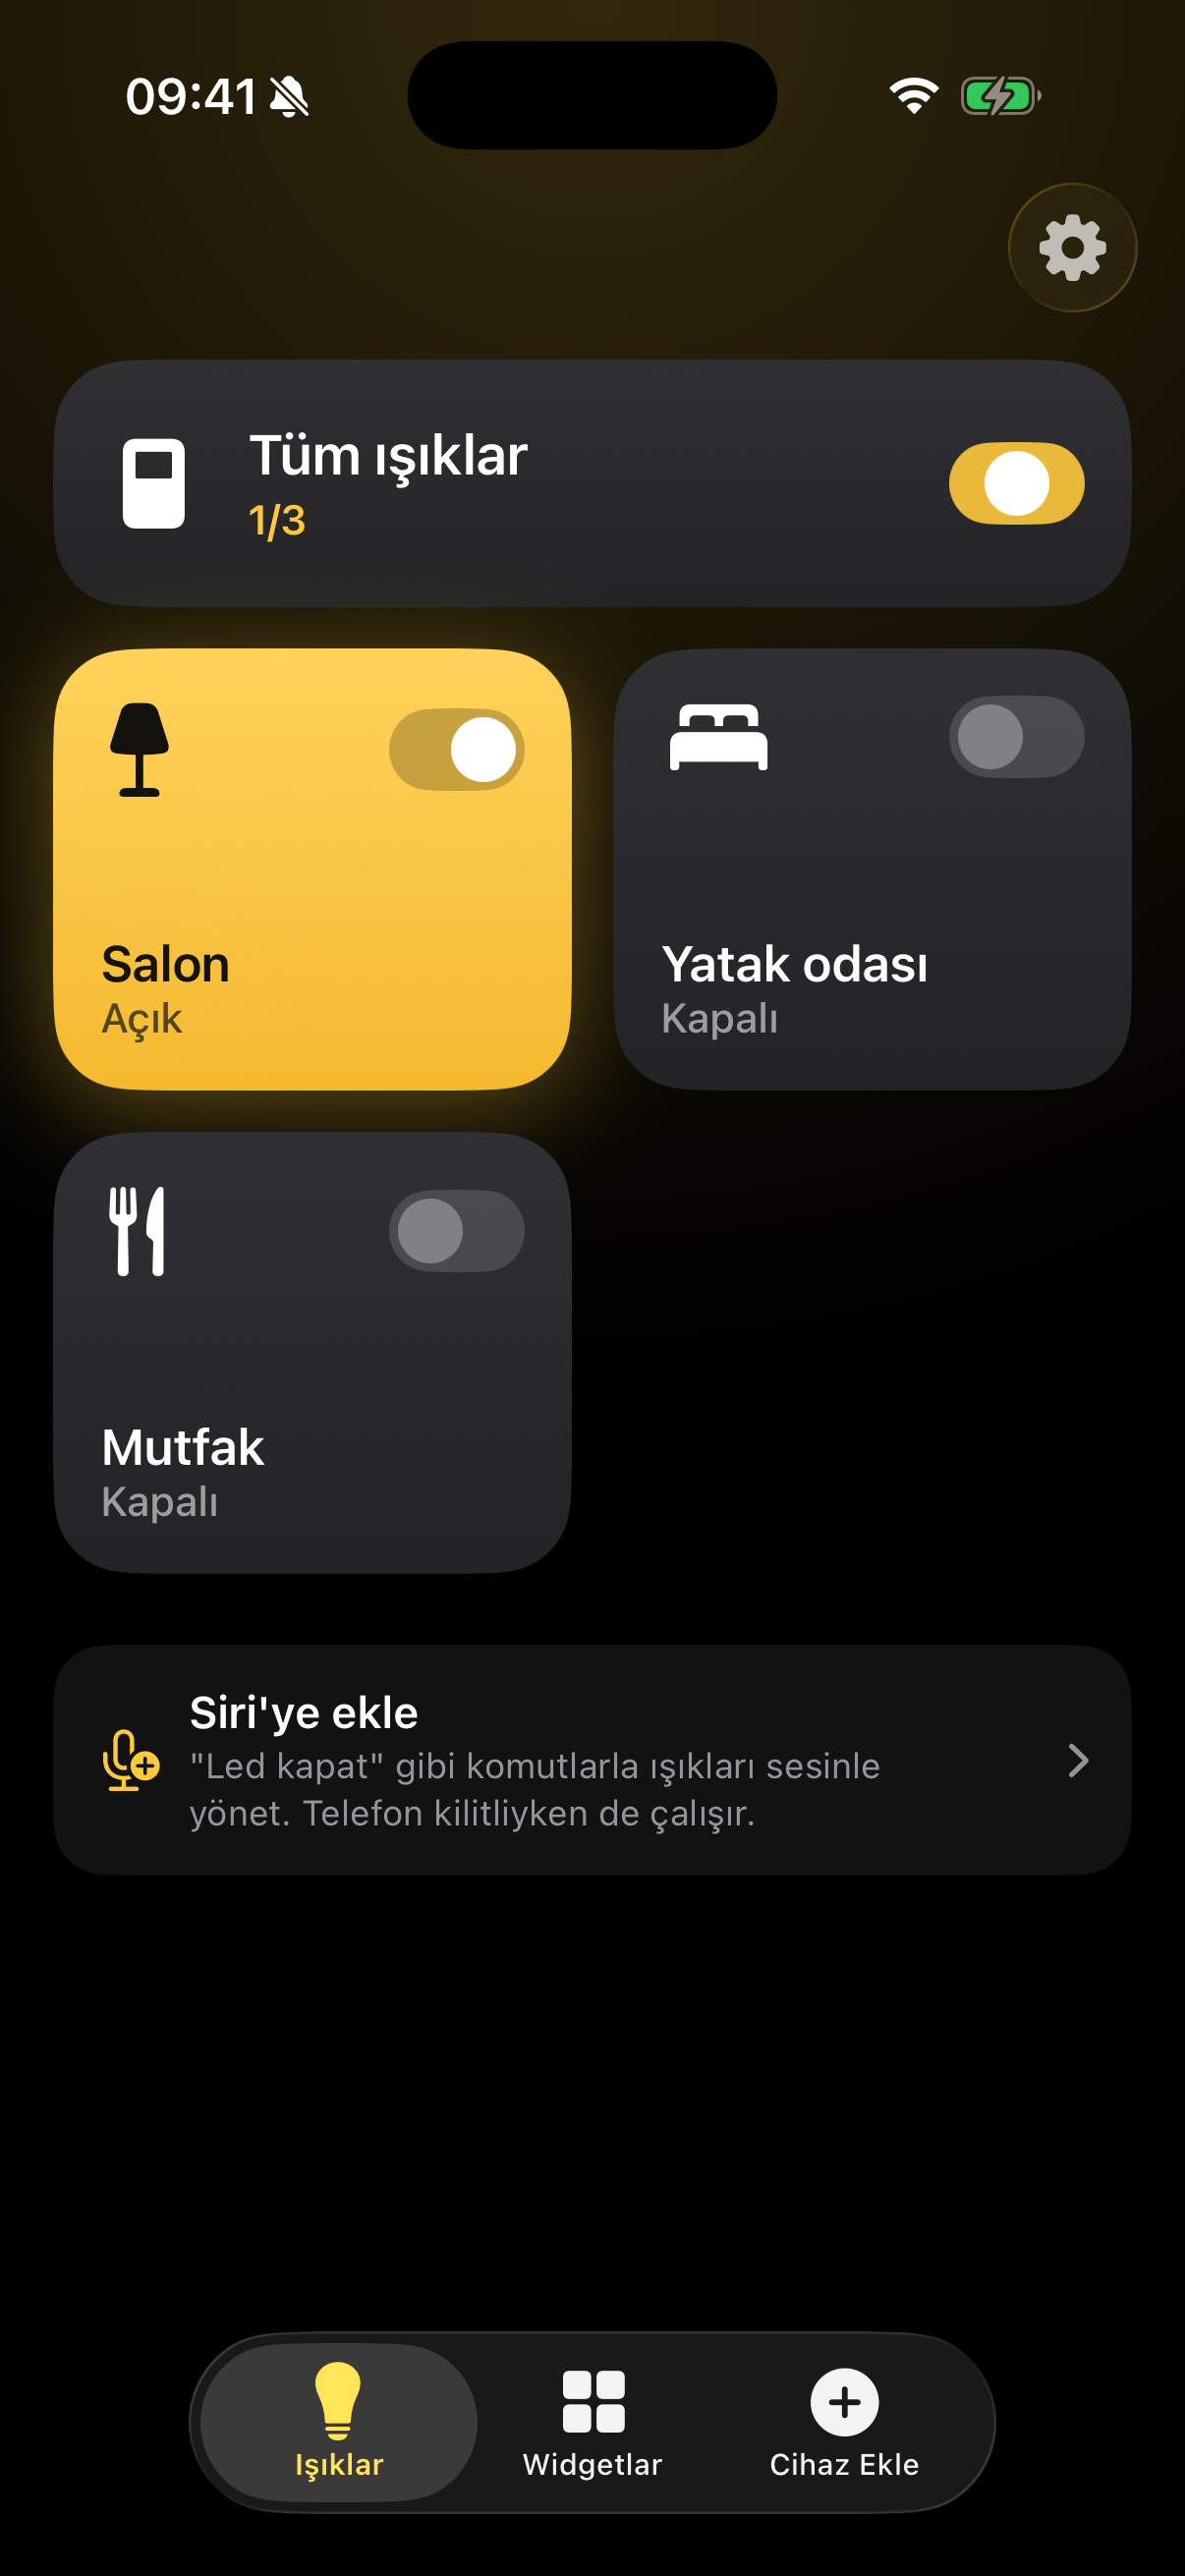 09:41
Tüm ışıklar
1/3
Salon
Açık
Yatak odası
Kapalı
Mutfak
Kapalı
Siri'ye ekle
"Led kapat" gibi komutlarla ışıkları sesinle
yönet. Telefon kilitliyken de çalışır.
Işıklar
Widgetlar
Cihaz Ekle